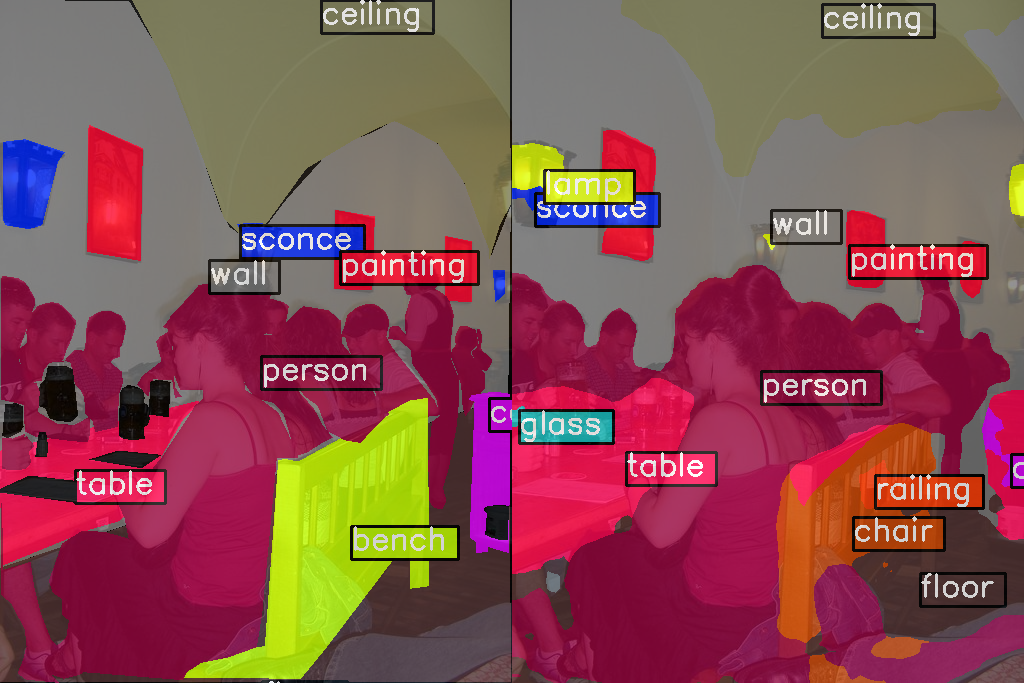 ceiling
sconce
wall
painting
person
table
bench
ceiling
lamp
sconce
wall
painting
person
glass
table
railing
chair
floor